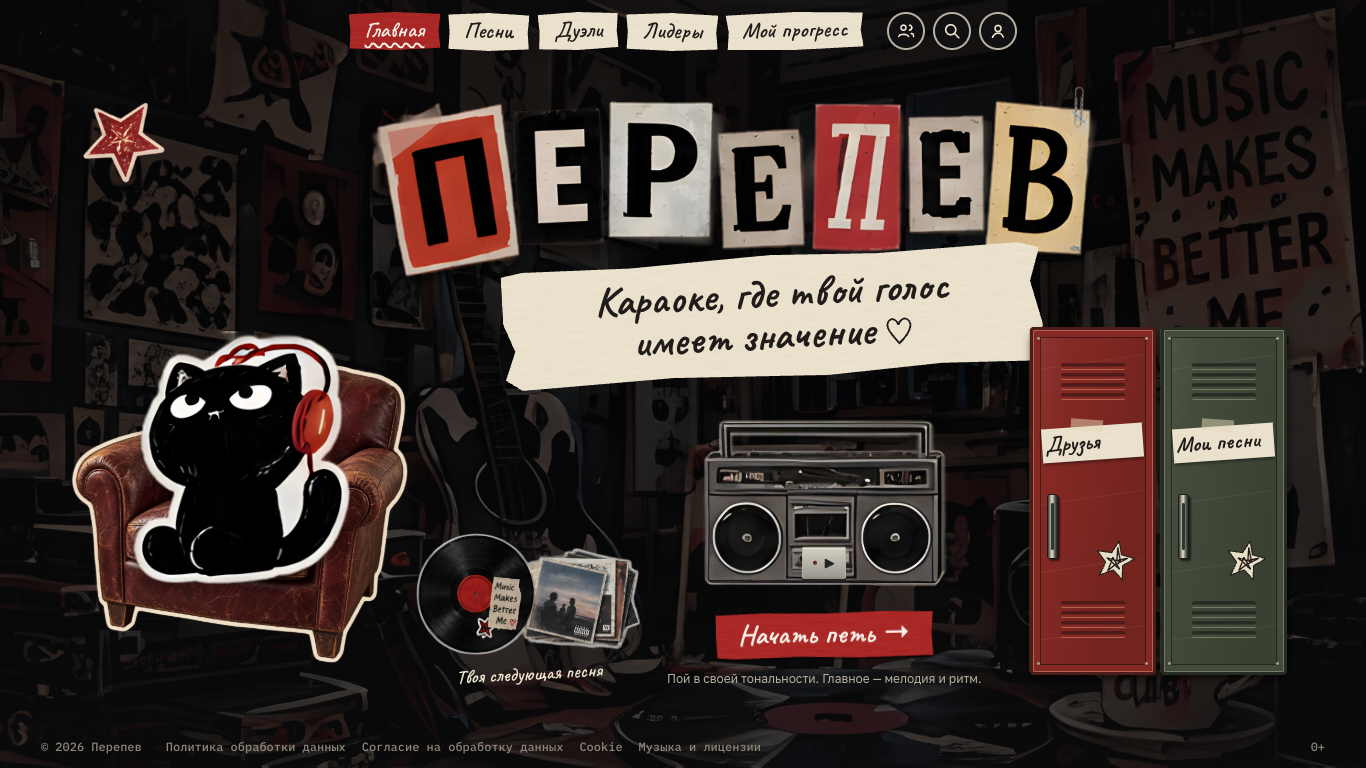 Главная
Песни
Дуэли
Лидеры
Мой прогресс
ПЕРЕПЕВ
MUSIC
MAKES
BETTER
ME
Караоке, где твой голос
имеет значение ♡
Друзья
Мои песни
Music
Makes
Better
Me ♡
Начать петь →
Твоя следующая песня
Пой в своей тональности. Главное — мелодия и ритм.
© 2026 Перепев
Политика обработки данных
Согласие на обработку данных
Cookie
Музыка и лицензии
0+